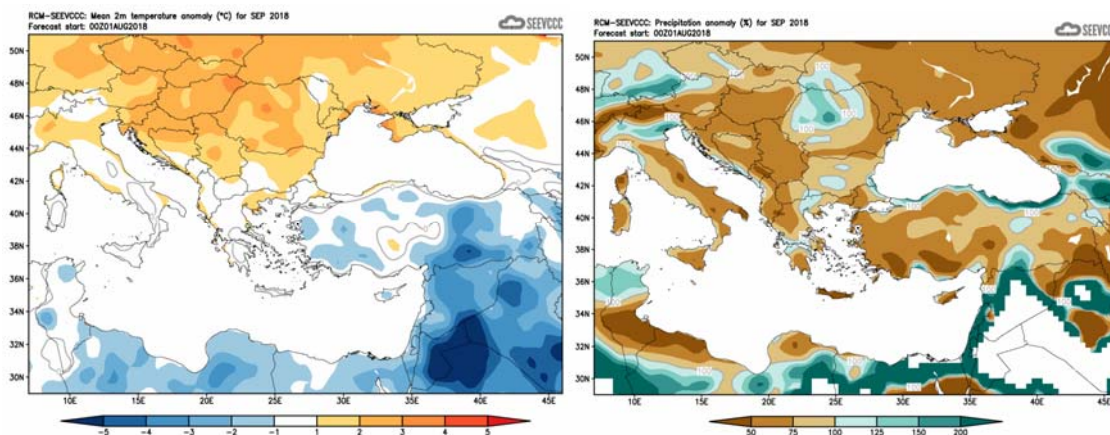 RCM-SEEVCCC: Mean 2m temperature anomaly (°C) for SEP 2018
Forecast start: 00Z01AUG2018
SEEVCCC
50N
48N
46N
44N
42N
40N
38N
36N
34N
32N
30N
10E 15E 20E 25E 30E 35E 40E 45E
-5 -4 -3 -2 -1 1 2 3 4 5
RCM-SEEVCCC: Precipitation anomaly (%) for SEP 2018
Forecast start: 00Z01AUG2018
SEEVCCC
50N
48N
46N
44N
42N
40N
38N
36N
34N
32N
30N
10E 15E 20E 25E 30E 35E 40E 45E
50 75 100 125 150 200